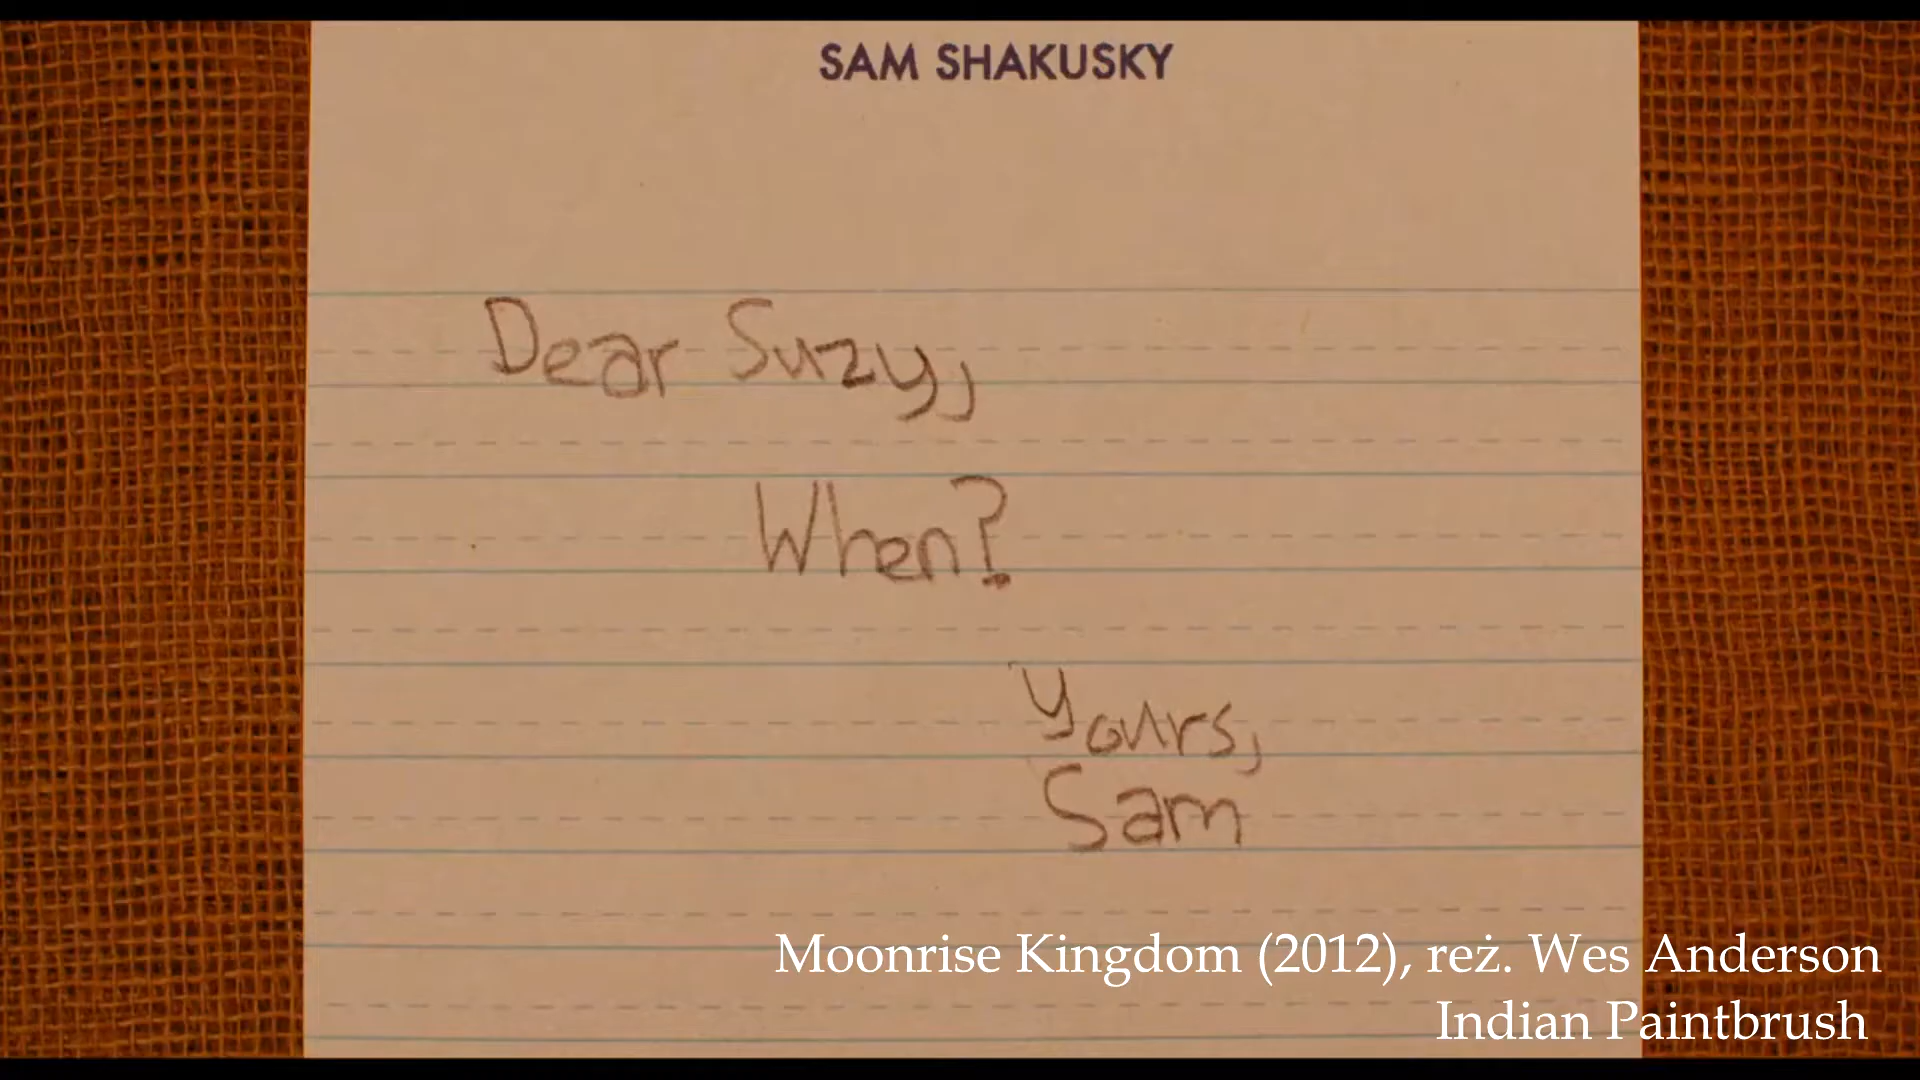 SAM SHAKUSKY
Dear Suzy,
When?
Yours,
Sam
Moonrise Kingdom (2012), reż. Wes Anderson
Indian Paintbrush